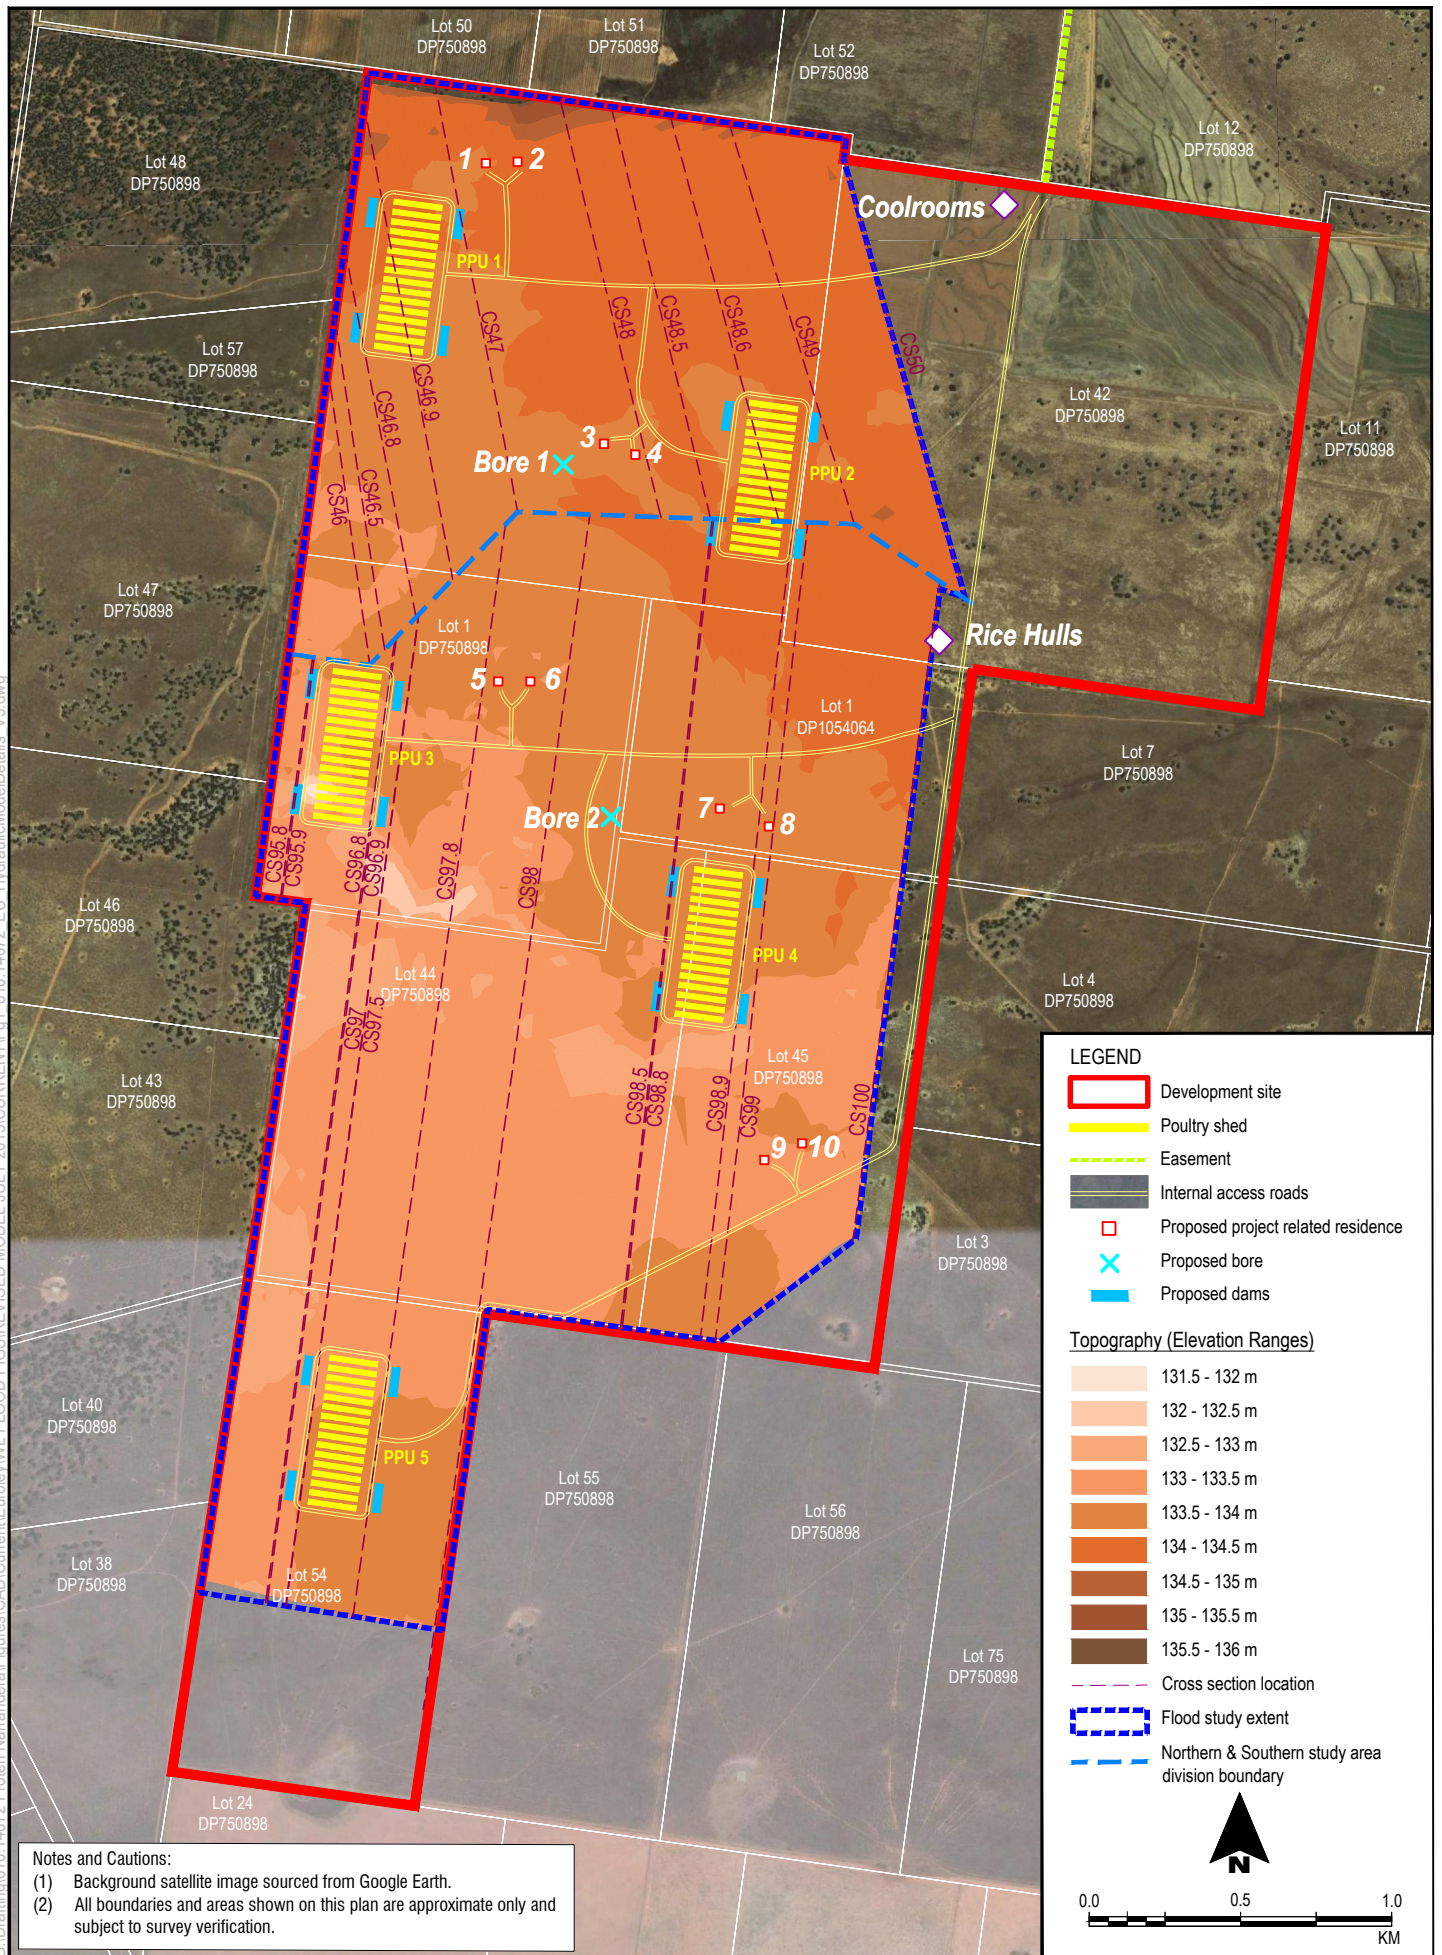 Lot 50
DP750898
Lot 51
DP750898
Lot 52
DP750898
Lot 12
DP750898
Lot 48
DP750898
1
2
Coolrooms
PPU 1
CS47
CS48
CS48.5
CS48.6
CS49
CS50
Lot 57
DP750898
CS46.9
CS46.8
Lot 42
DP750898
Lot 11
DP750898
3
4
Bore 1
PPU 2
CS46
CS46.5
Lot 47
DP750898
Lot 1
DP750898
Rice Hulls
5
6
Lot 1
DP1054064
PPU 3
Lot 7
DP750898
Bore 2
7
8
CS95.8
CS95.9
CS96.8
CS96.9
CS97.8
CS98
Lot 46
DP750898
PPU 4
Lot 44
DP750898
Lot 4
DP750898
CS97
CS97.5
Lot 43
DP750898
Lot 45
DP750898
CS98.5
CS98.8
CS98.9
CS99
CS100
9
10
Lot 3
DP750898
Lot 40
DP750898
PPU 5
Lot 55
DP750898
Lot 56
DP750898
Lot 38
DP750898
Lot 54
DP750898
Lot 75
DP750898
Lot 24
DP750898
LEGEND
Development site
Poultry shed
Easement
Internal access roads
Proposed project related residence
Proposed bore
Proposed dams
Topography (Elevation Ranges)
131.5 - 132 m
132 - 132.5 m
132.5 - 133 m
133 - 133.5 m
133.5 - 134 m
134 - 134.5 m
134.5 - 135 m
135 - 135.5 m
135.5 - 136 m
Cross section location
Flood study extent
Northern & Southern study area
division boundary
N
0.0 0.5 1.0
KM
Notes and Cautions:
(1) Background satellite image sourced from Google Earth.
(2) All boundaries and areas shown on this plan are approximate only and
subject to survey verification.